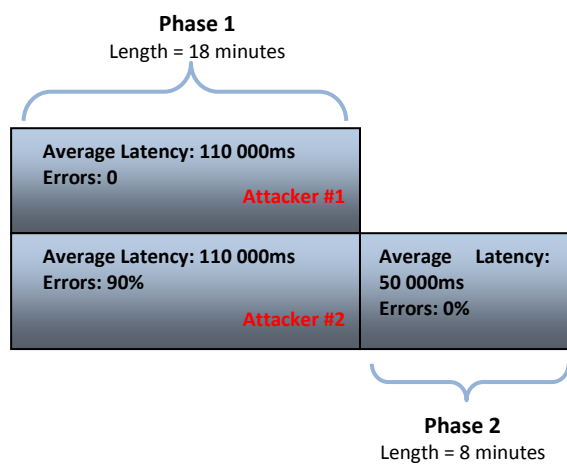 Phase 1
Length = 18 minutes
Average Latency: 110 000ms
Errors: 0
Attacker #1
Average Latency: 110 000ms
Errors: 90%
Attacker #2
Average Latency:
50 000ms
Errors: 0%
Phase 2
Length = 8 minutes